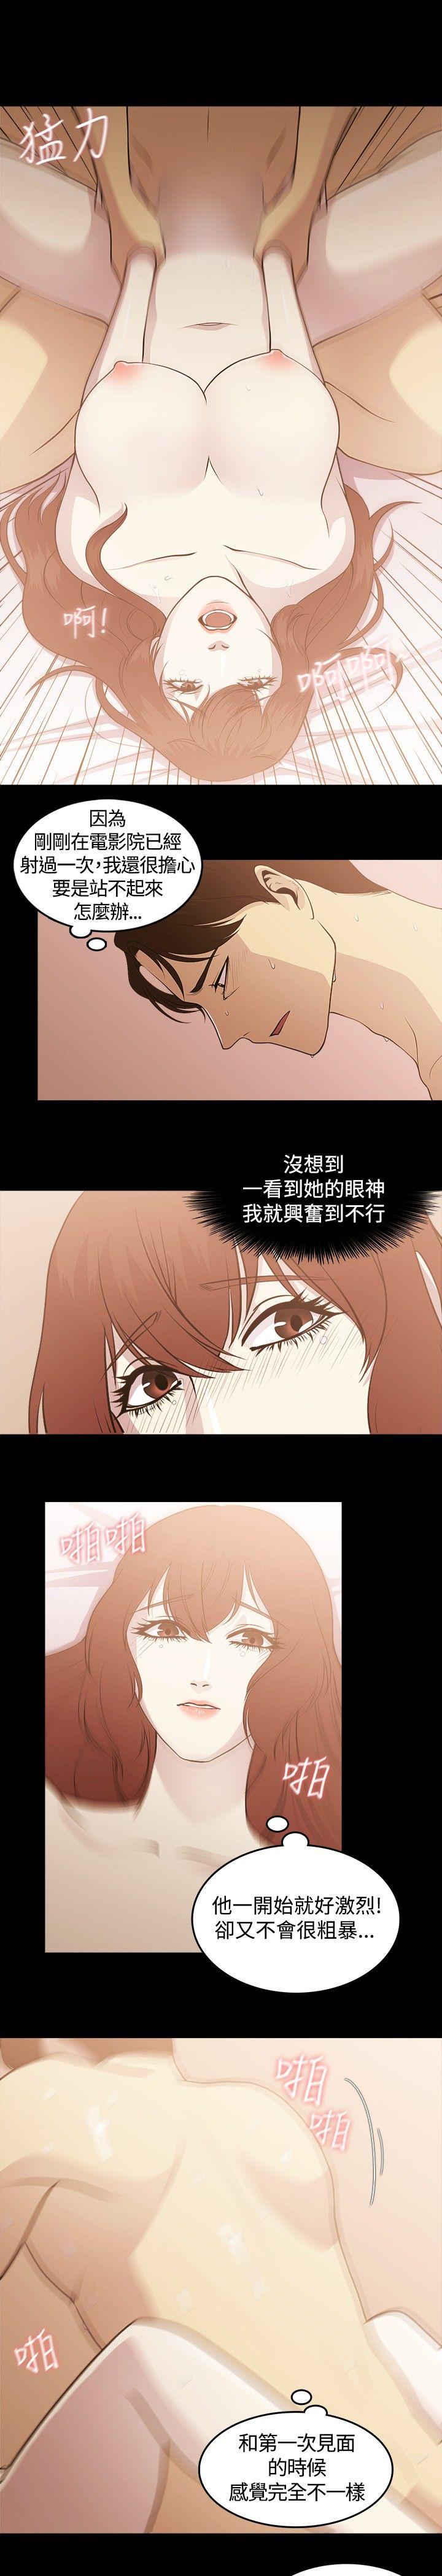 猛力
啊!
啊啊~
因為
剛剛在電影院已經
射過一次,我還很擔心
要是站不起來
怎麼辦...
沒想到
一看到她的眼神
我就興奮到不行
啪啪
啪
他一開始就好激烈!
卻又不會很粗暴...
啪
啪
啪
和第一次見面
的時候
感覺完全不一樣